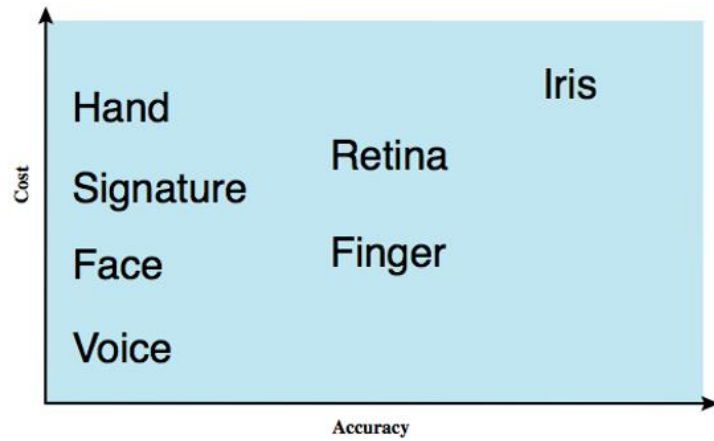 Iris
Hand
Retina
Signature
Cost
Finger
Face
Voice
Accuracy